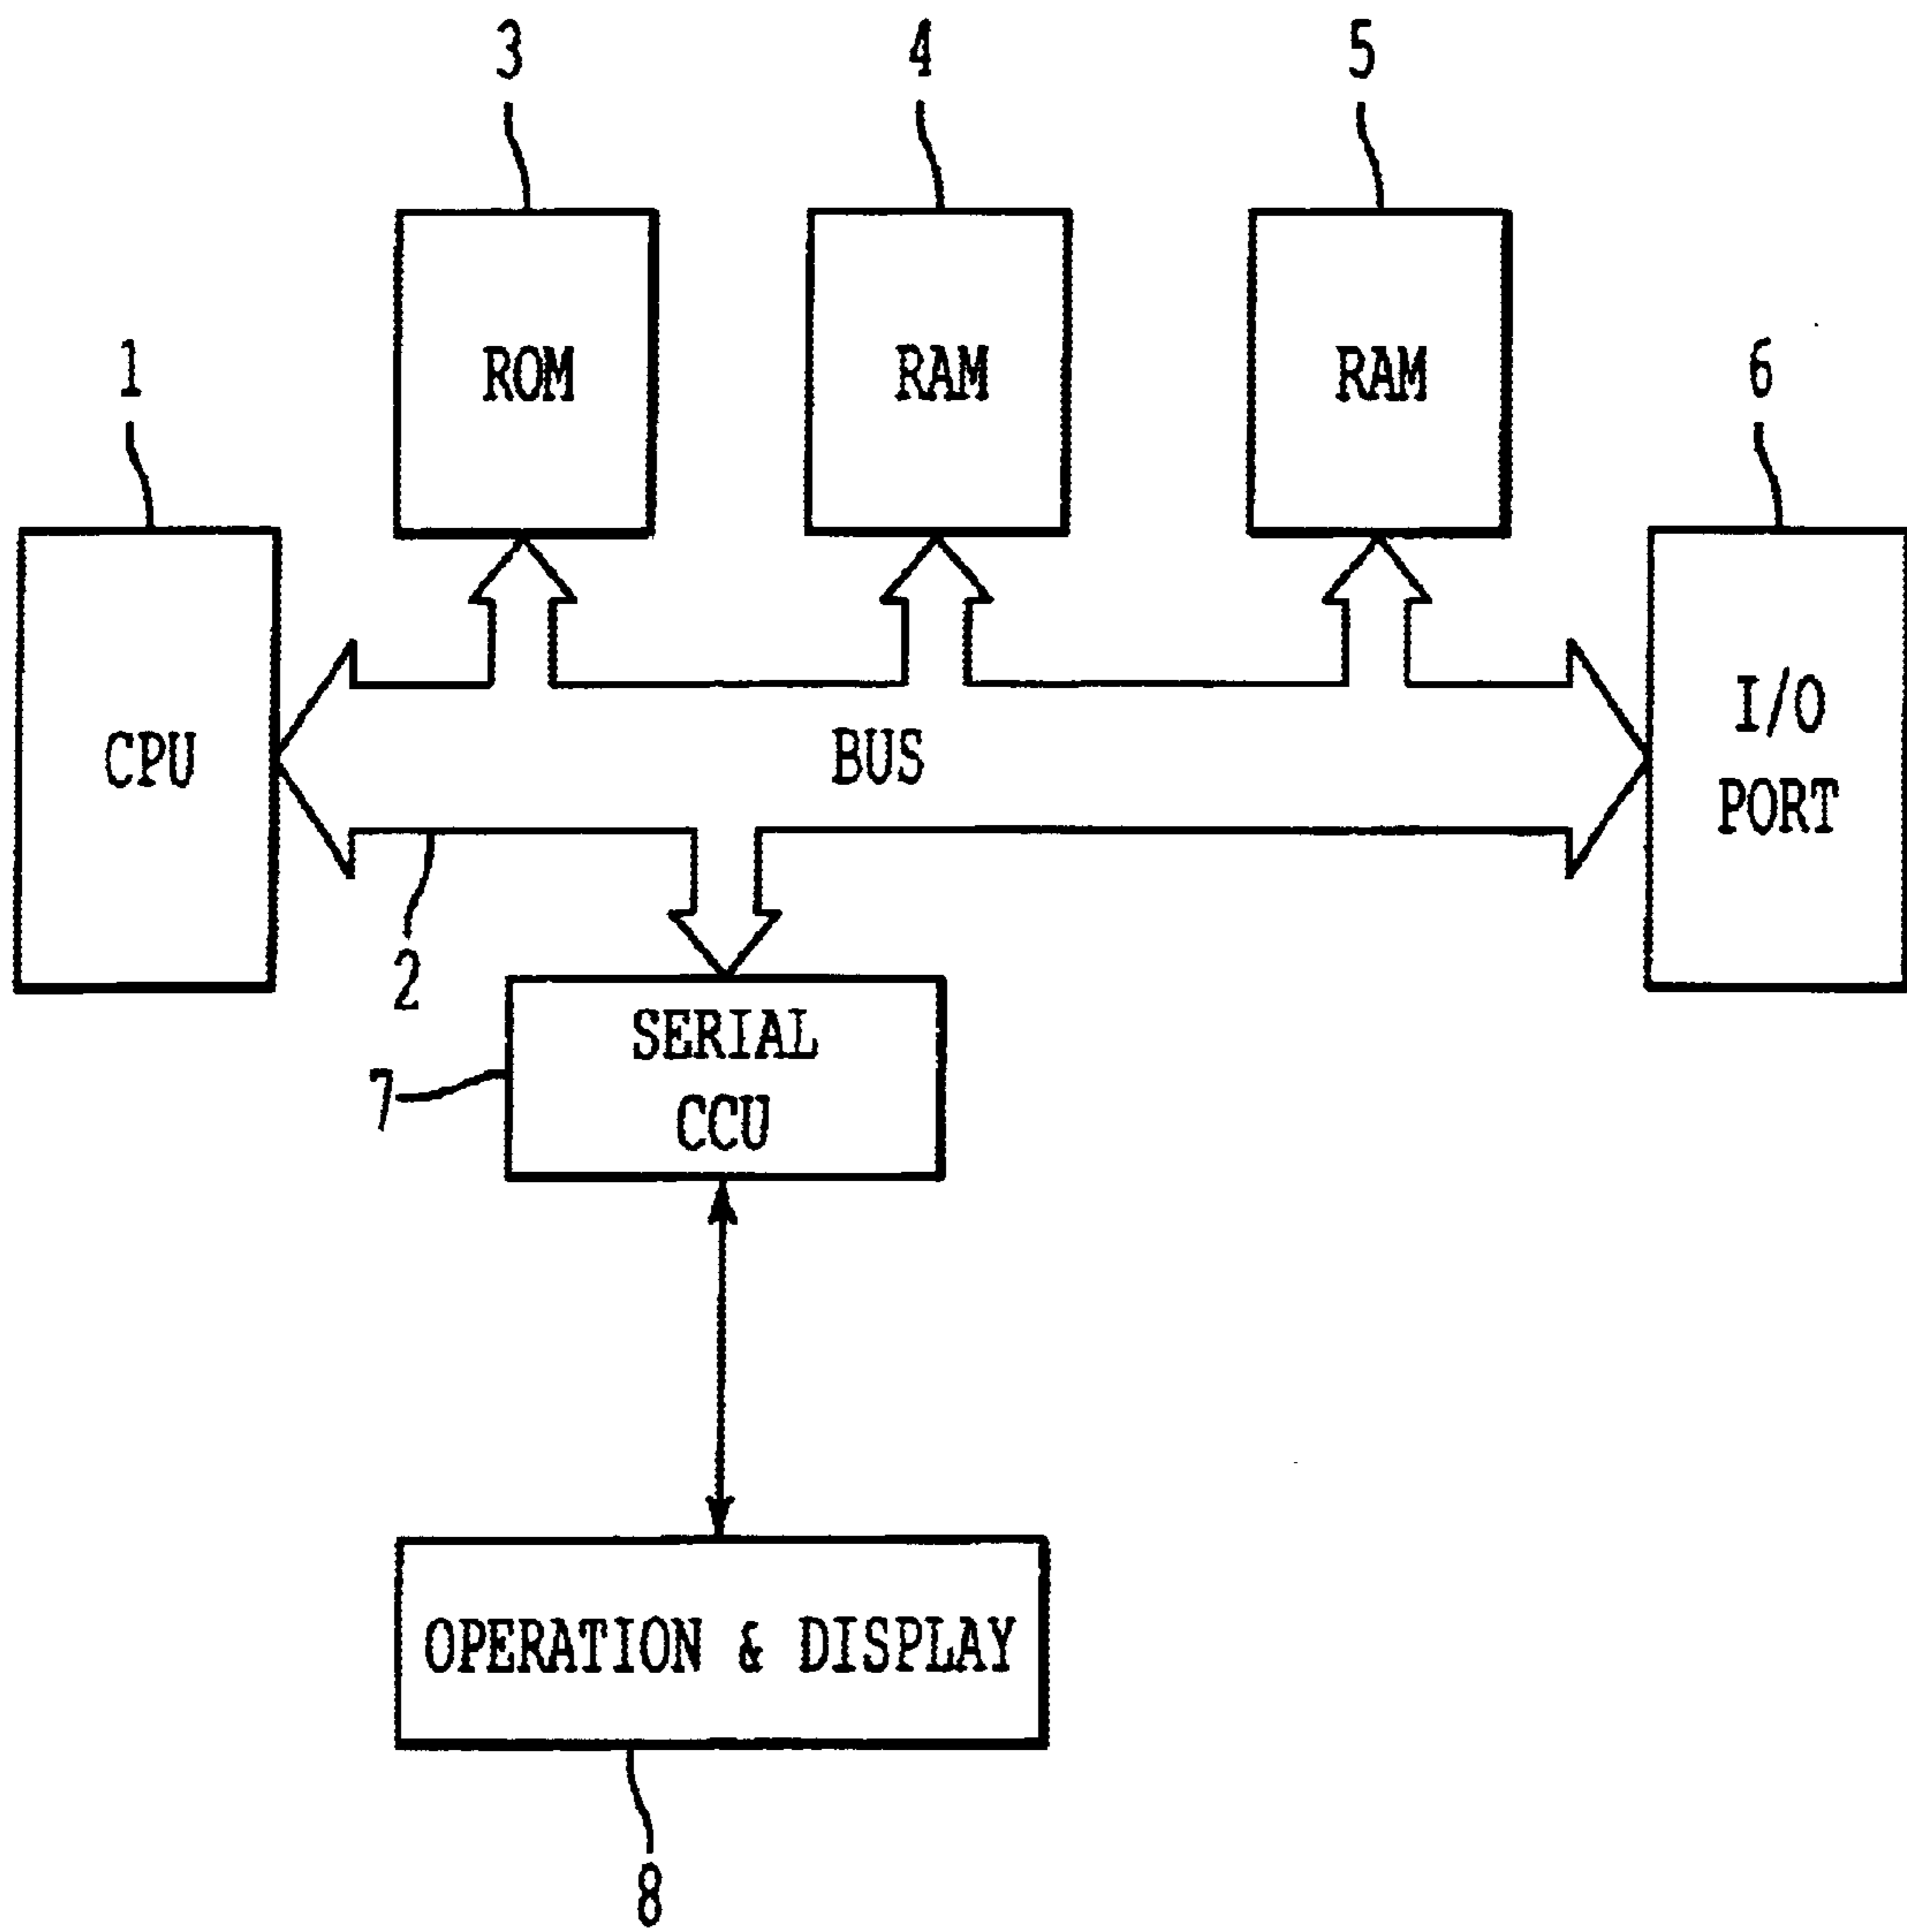 3
4
5
ROM
RAM
RAM
1
6
CPU
BUS
I/O
PORT
2
SERIAL
CCU
7
OPERATION & DISPLAY
8